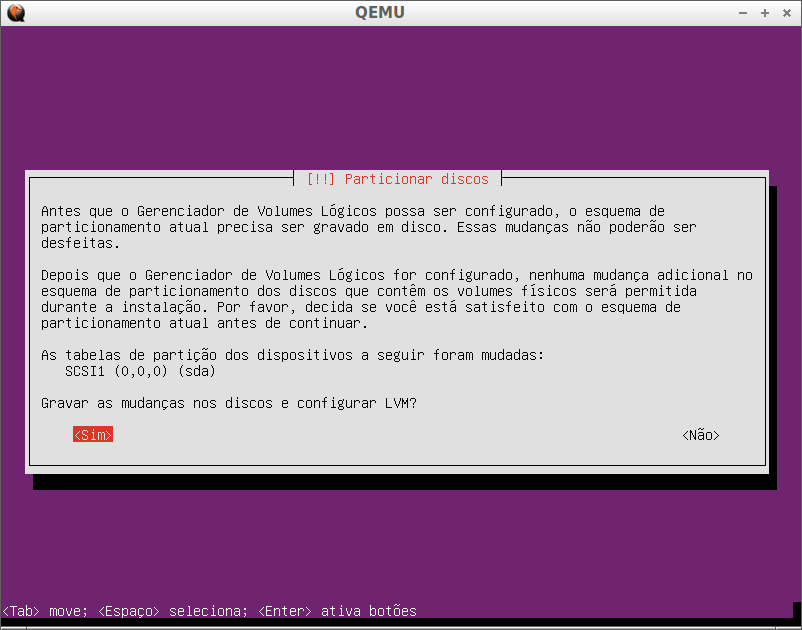 QEMU
[!!] Particionar discos
Antes que o Gerenciador de Volumes Lógicos possa ser configurado, o esquema de
particionamento atual precisa ser gravado em disco. Essas mudanças não poderão ser
desfeitas.
Depois que o Gerenciador de Volumes Lógicos for configurado, nenhuma mudança adicional no
esquema de particionamento dos discos que contêm os volumes físicos será permitida
durante a instalação. Por favor, decida se você está satisfeito com o esquema de
particionamento atual antes de continuar.
As tabelas de partição dos dispositivos a seguir foram mudadas:
SCSI1 (0,0,0) (sda)
Gravar as mudanças nos discos e configurar LVM?
<Sim> <Não>
<Tab> move; <Espaço> seleciona; <Enter> ativa botões